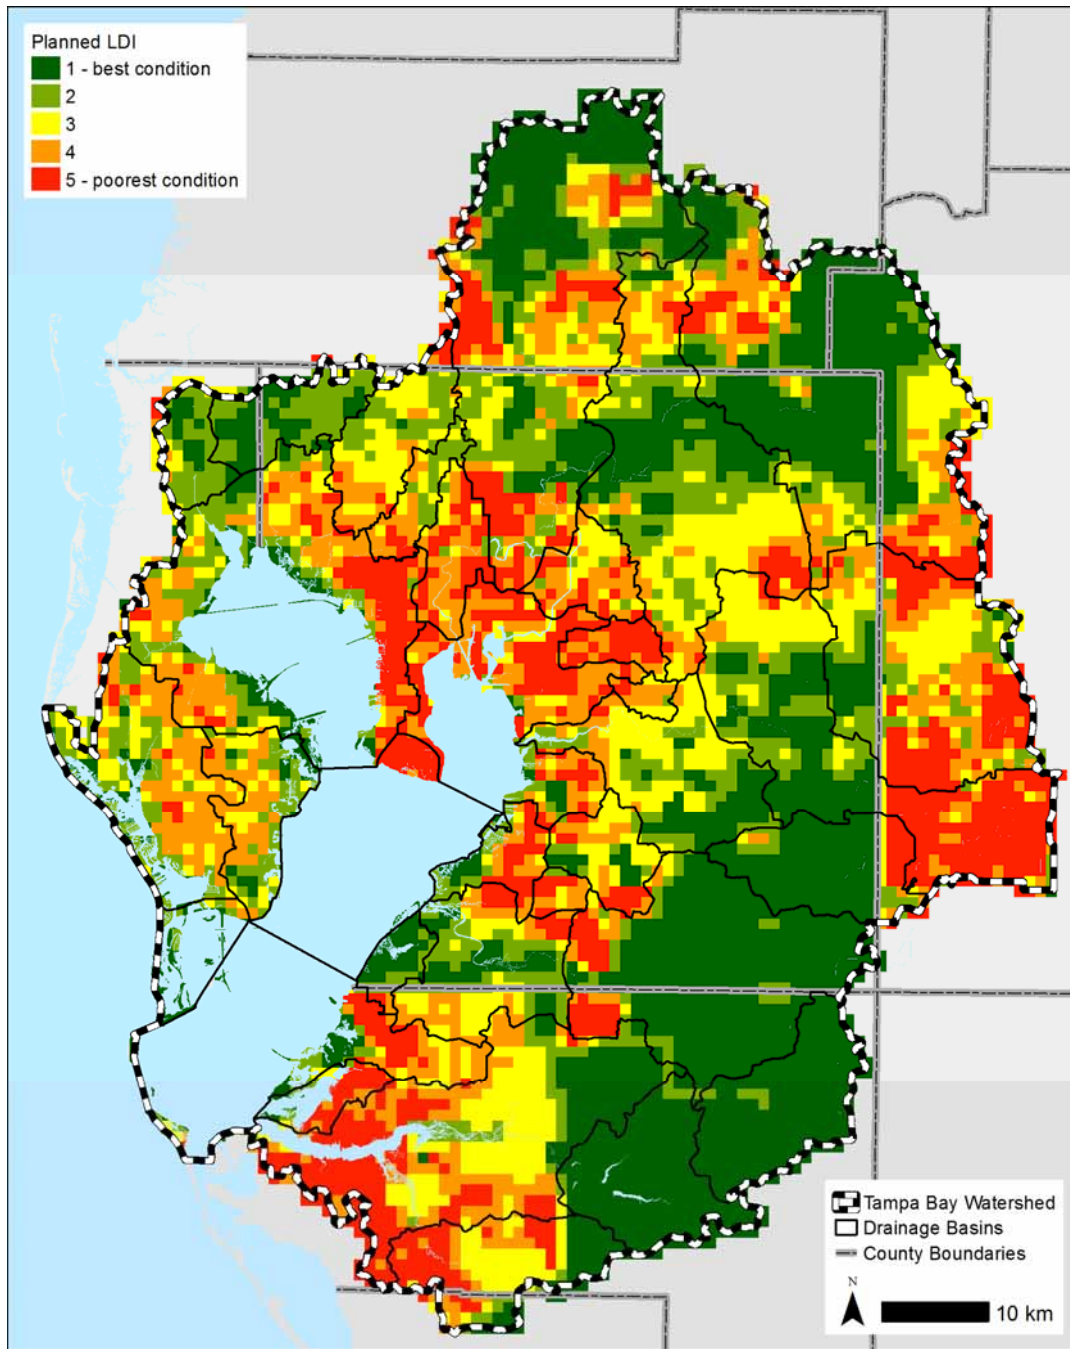 Planned LDI
1 - best condition
2
3
4
5 - poorest condition
Tampa Bay Watershed
Drainage Basins
County Boundaries
N
10 km